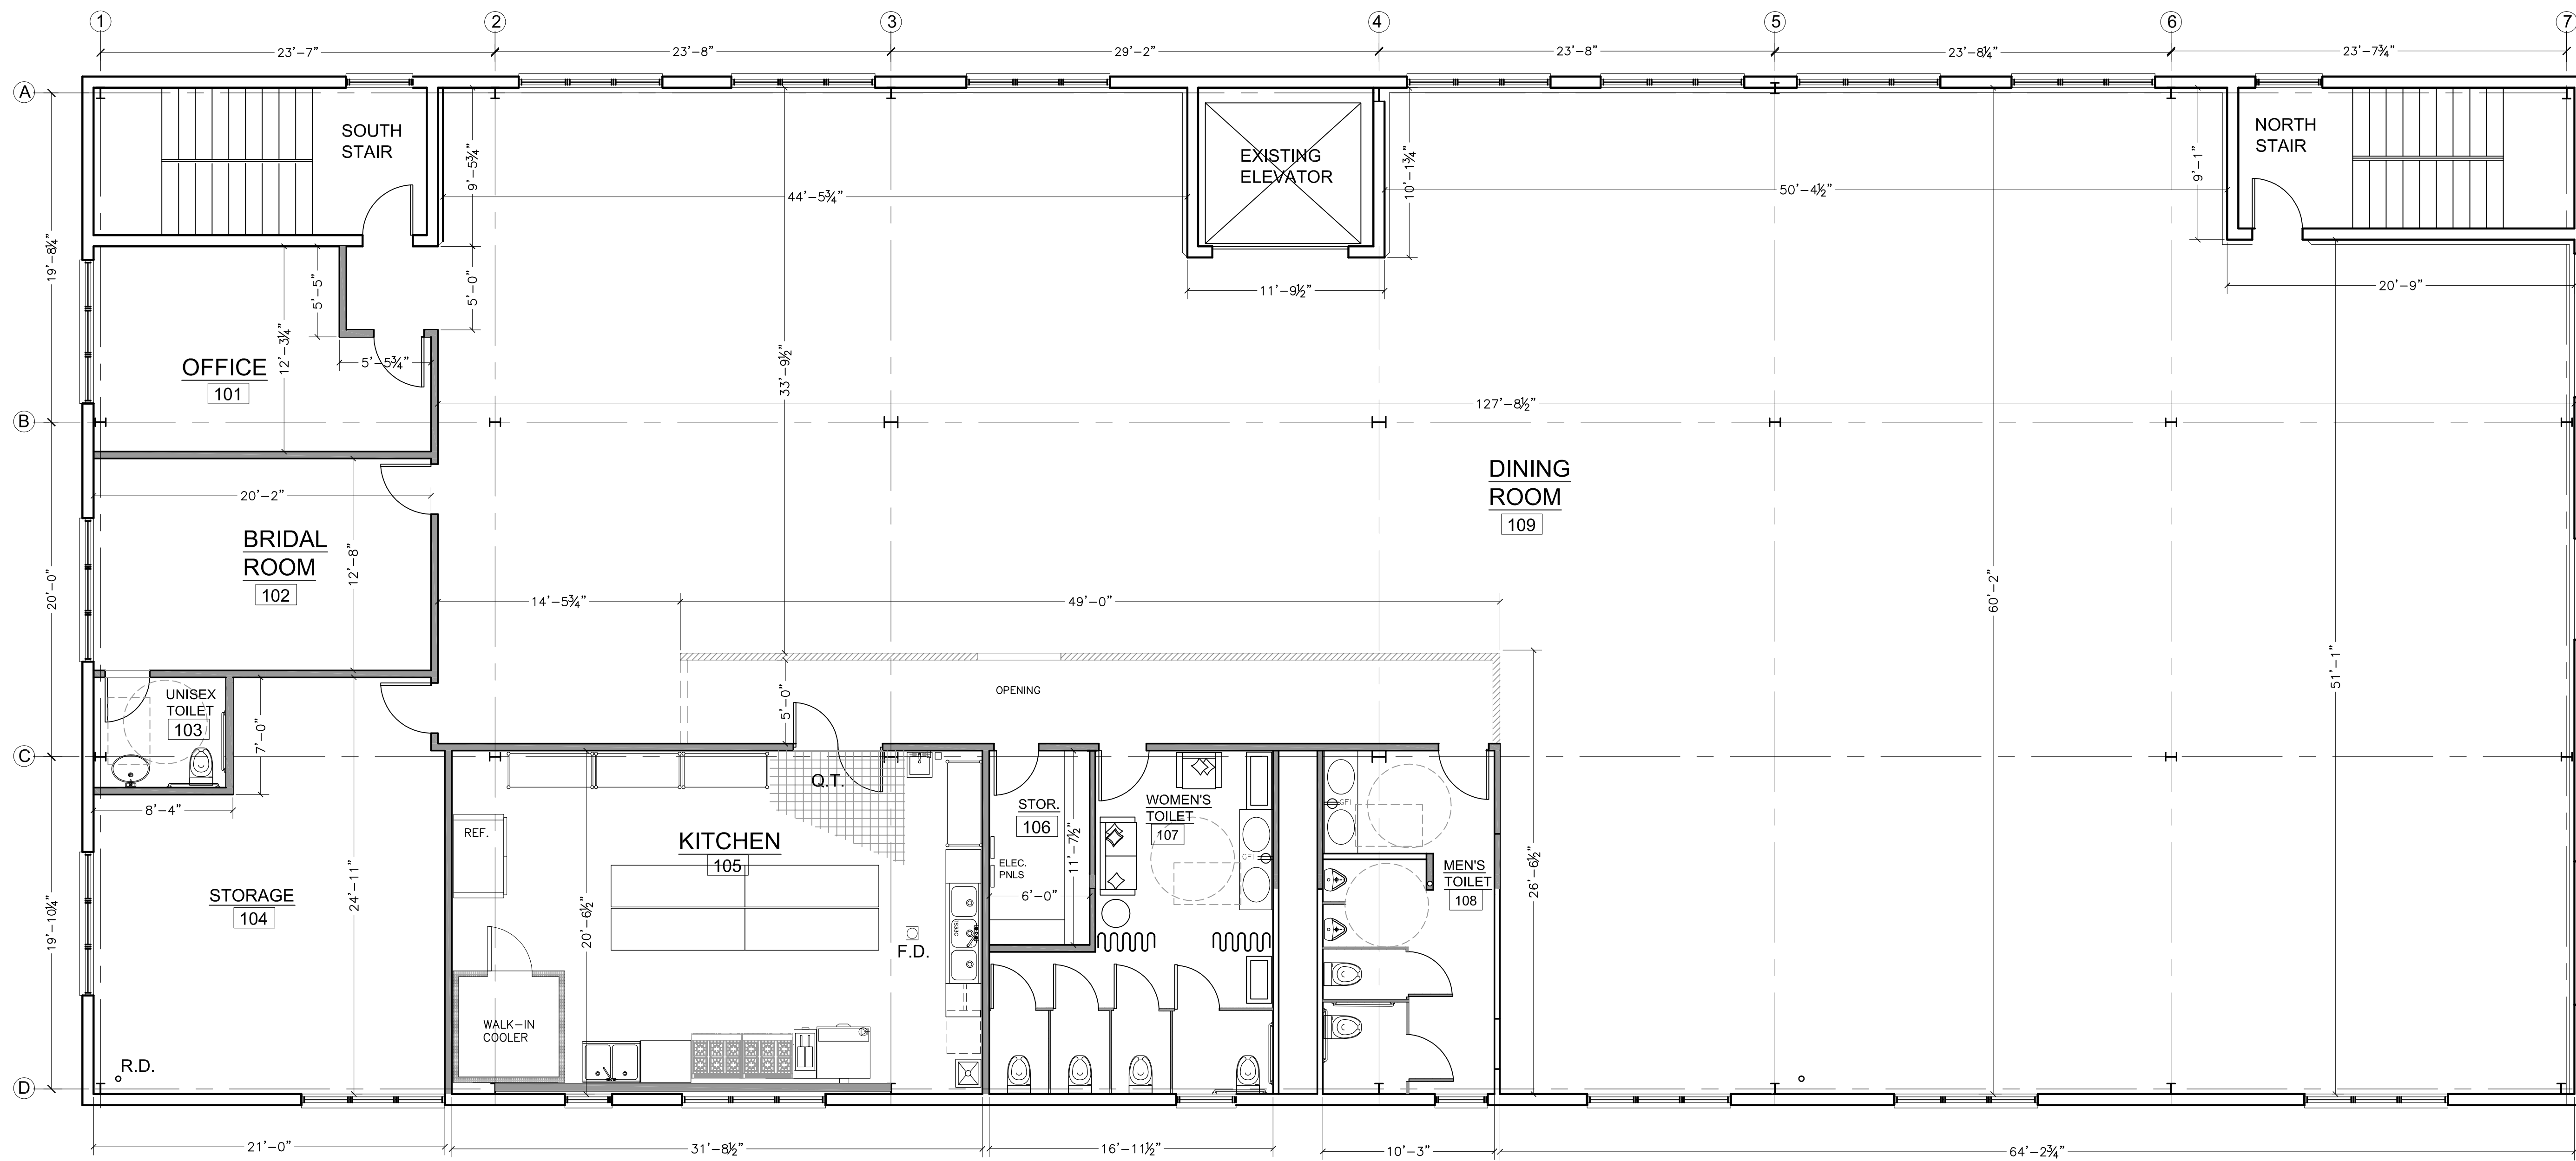 1 2 3 4 5 6 7
23'-7" 23'-8" 29'-2" 23'-8" 23'-8¼" 23'-7¾"
A
SOUTH
STAIR
EXISTING
ELEVATOR
NORTH
STAIR
9'-5¾"
44'-5¾"
10'-1¾"
50'-4½"
9'-1"
19'-8¼"
5'-5"
12'-3¼"
5'-0"
11'-9½"
20'-9"
OFFICE
101
5'-5¾"
33'-9½"
127'-8½"
B
DINING
ROOM
109
20'-2"
BRIDAL
ROOM
102
12'-8"
20'-0"
14'-5¾"
49'-0"
60'-2"
51'-1"
UNISEX
TOILET
103
7'-0"
5'-0"
OPENING
C
8'-4"
Q.T.
REF.
KITCHEN
105
STOR.
106
ELEC.
PNLS
11'-7½"
6'-0"
WOMEN'S
TOILET
107
GFI
GFI
MEN'S
TOILET
108
26'-6½"
STORAGE
104
24'-11"
19'-10¼"
20'-6½"
F.D.
WALK-IN
COOLER
R.D.
D
21'-0" 31'-8½" 16'-11½" 10'-3" 64'-2¾"